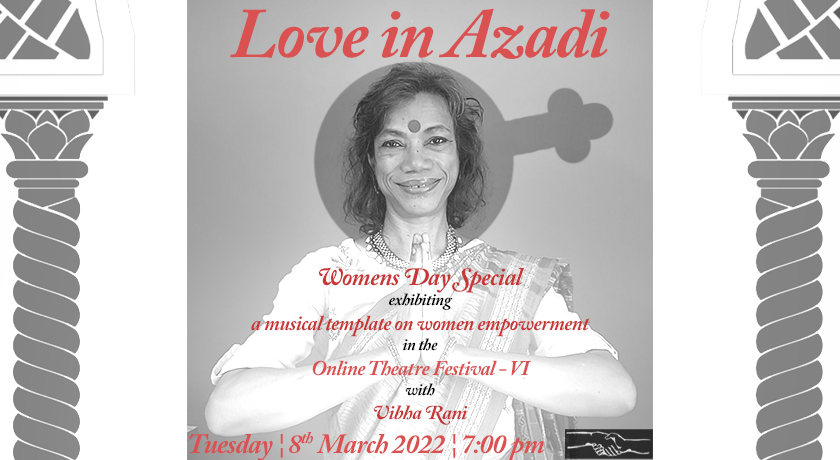 Love in Azadi
Womens Day Special
exhibiting
a musical template on women empowerment
in the
Online Theatre Festival - VI
with
Vibha Rani
Tuesday ¦ 8th March 2022 ¦ 7:00 pm